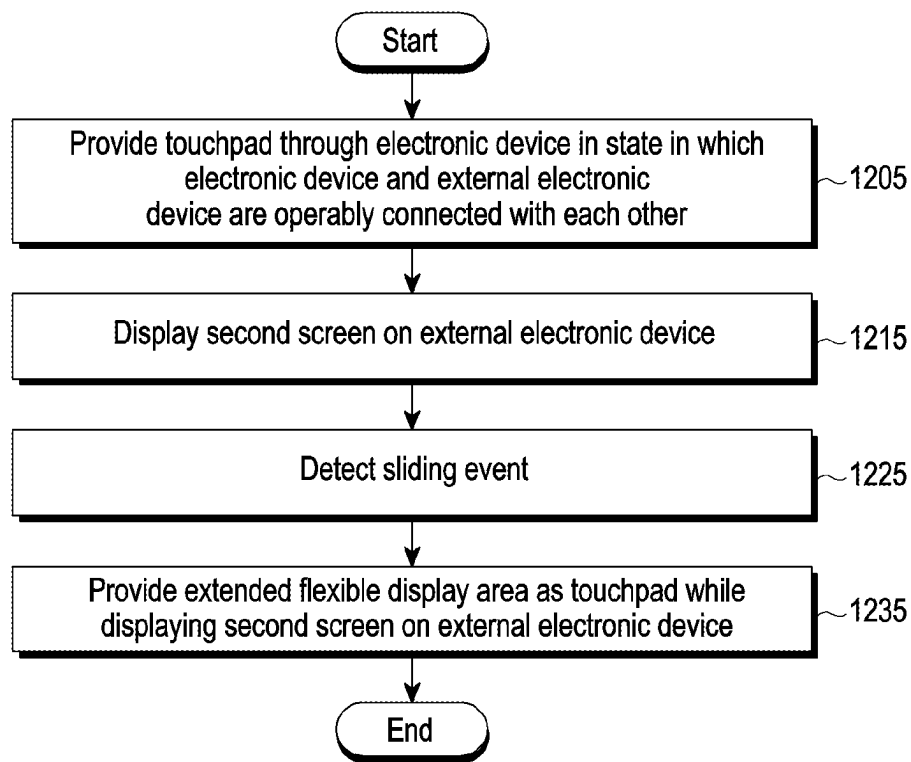 Start
Provide touchpad through electronic device in state in which
electronic device and external electronic
device are operably connected with each other
1205
Display second screen on external electronic device
1215
Detect sliding event
1225
Provide extended flexible display area as touchpad while
displaying second screen on external electronic device
1235
End